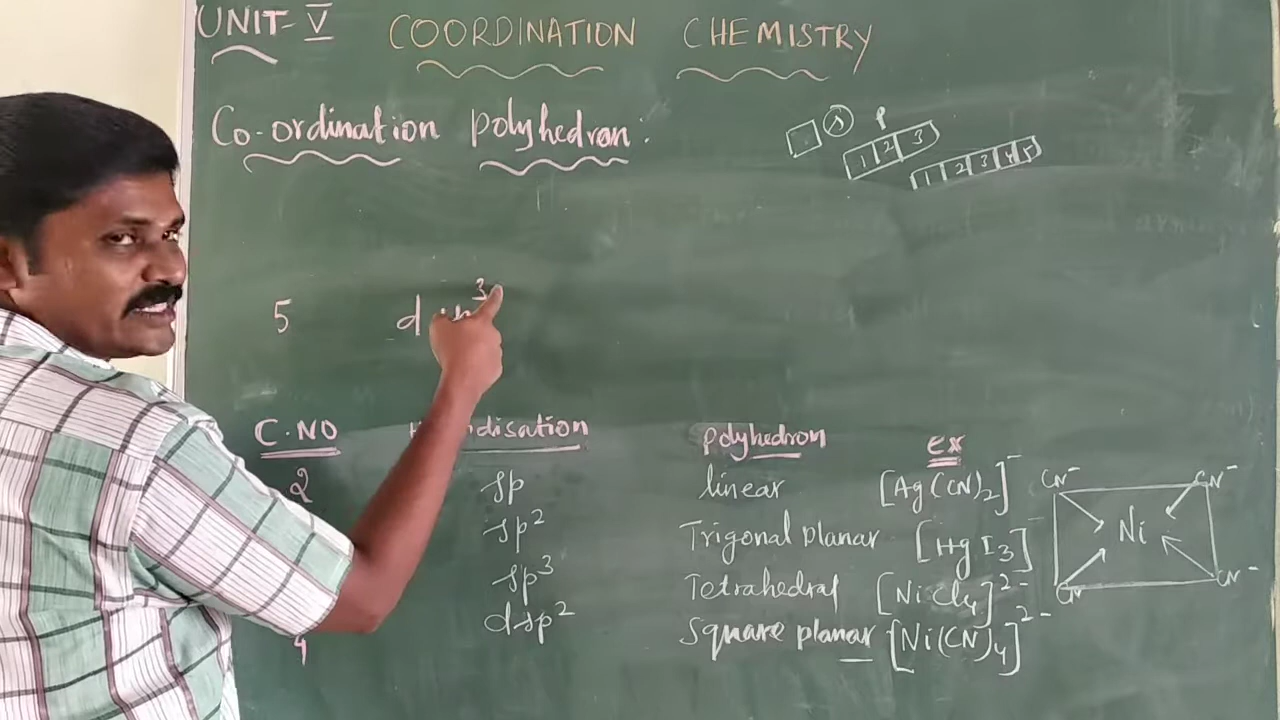 UNIT-V COORDINATION CHEMISTRY
Co-ordination polyhedron:
s p
1 2 3
1 2 3 4 5
5 d 3
C.NO disation polyhedron ex
2 sp linear [Ag(CN)2]⁻
sp² Trigonal planar [HgI3]⁻
sp³ Tetrahedral [NiCl4]²⁻
4 dsp² Square planar [Ni(CN)4]²⁻
CN⁻ CN⁻
Ni
CN⁻